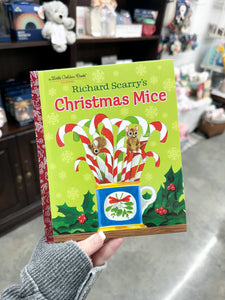 a Little Golden Book
Richard Scarry's
Christmas Mice